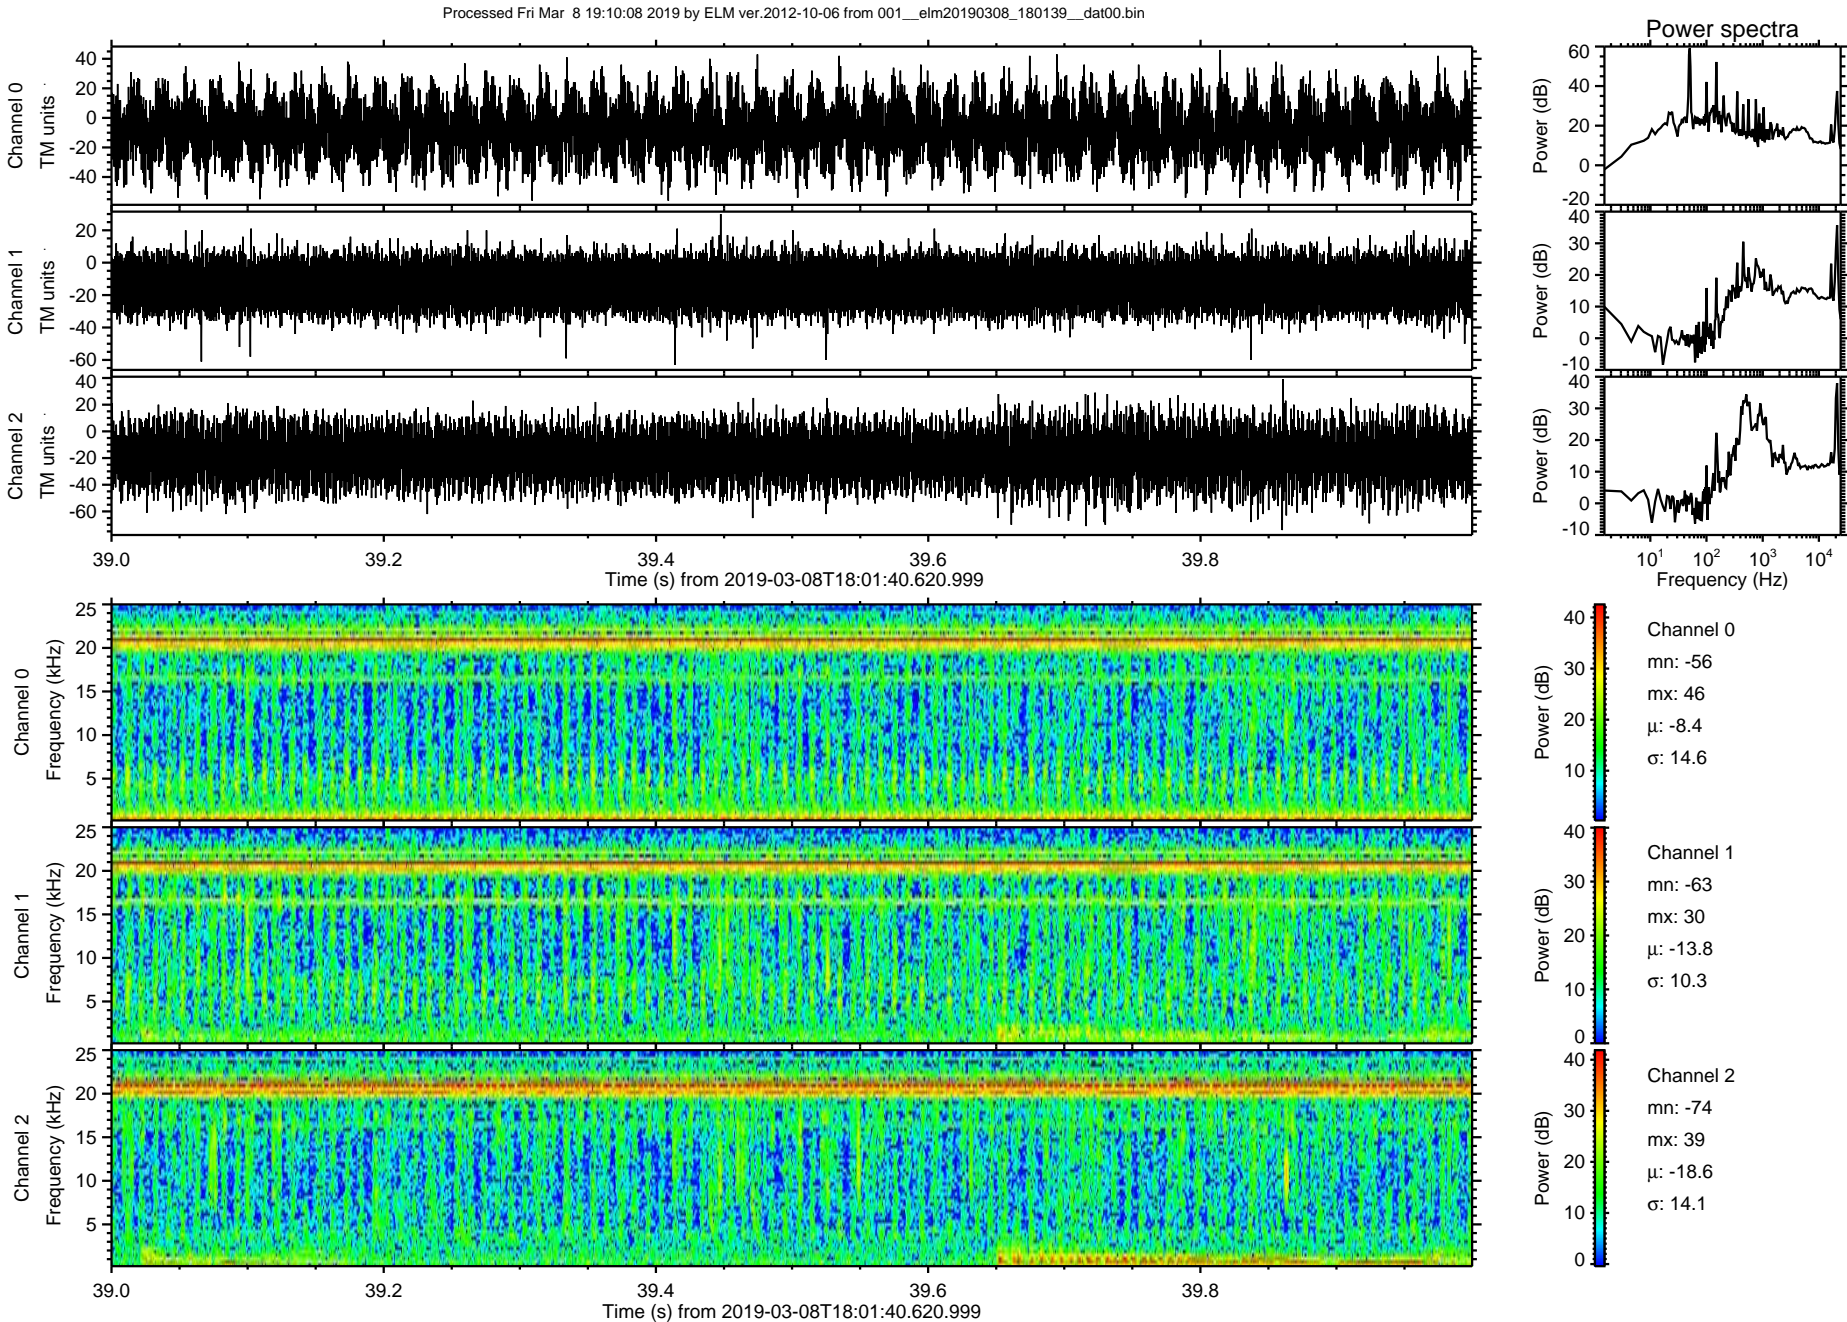 Processed Fri Mar 8 19:10:08 2019 by ELM ver.2012-10-06 from 001__elm20190308_180139__dat00.bin
Power spectra
Channel 0
TM units
40
20
0
-20
-40
Power (dB)
60
40
20
0
-20
Channel 1
TM units
20
0
-20
-40
-60
Power (dB)
40
30
20
10
0
-10
Channel 2
TM units
40
20
0
-20
-40
-60
Power (dB)
40
30
20
10
0
-10
39.0 39.2 39.4 39.6 39.8
Time (s) from 2019-03-08T18:01:40.620.999
10^1 10^2 10^3 10^4
Frequency (Hz)
Channel 0
Frequency (kHz)
25
20
15
10
5
Power (dB)
40
30
20
10
Channel 0
mn: -56
mx: 46
μ: -8.4
σ: 14.6
Channel 1
Frequency (kHz)
25
20
15
10
5
Power (dB)
40
30
20
10
0
Channel 1
mn: -63
mx: 30
μ: -13.8
σ: 10.3
Channel 2
Frequency (kHz)
25
20
15
10
5
Power (dB)
40
30
20
10
0
Channel 2
mn: -74
mx: 39
μ: -18.6
σ: 14.1
39.0 39.2 39.4 39.6 39.8
Time (s) from 2019-03-08T18:01:40.620.999